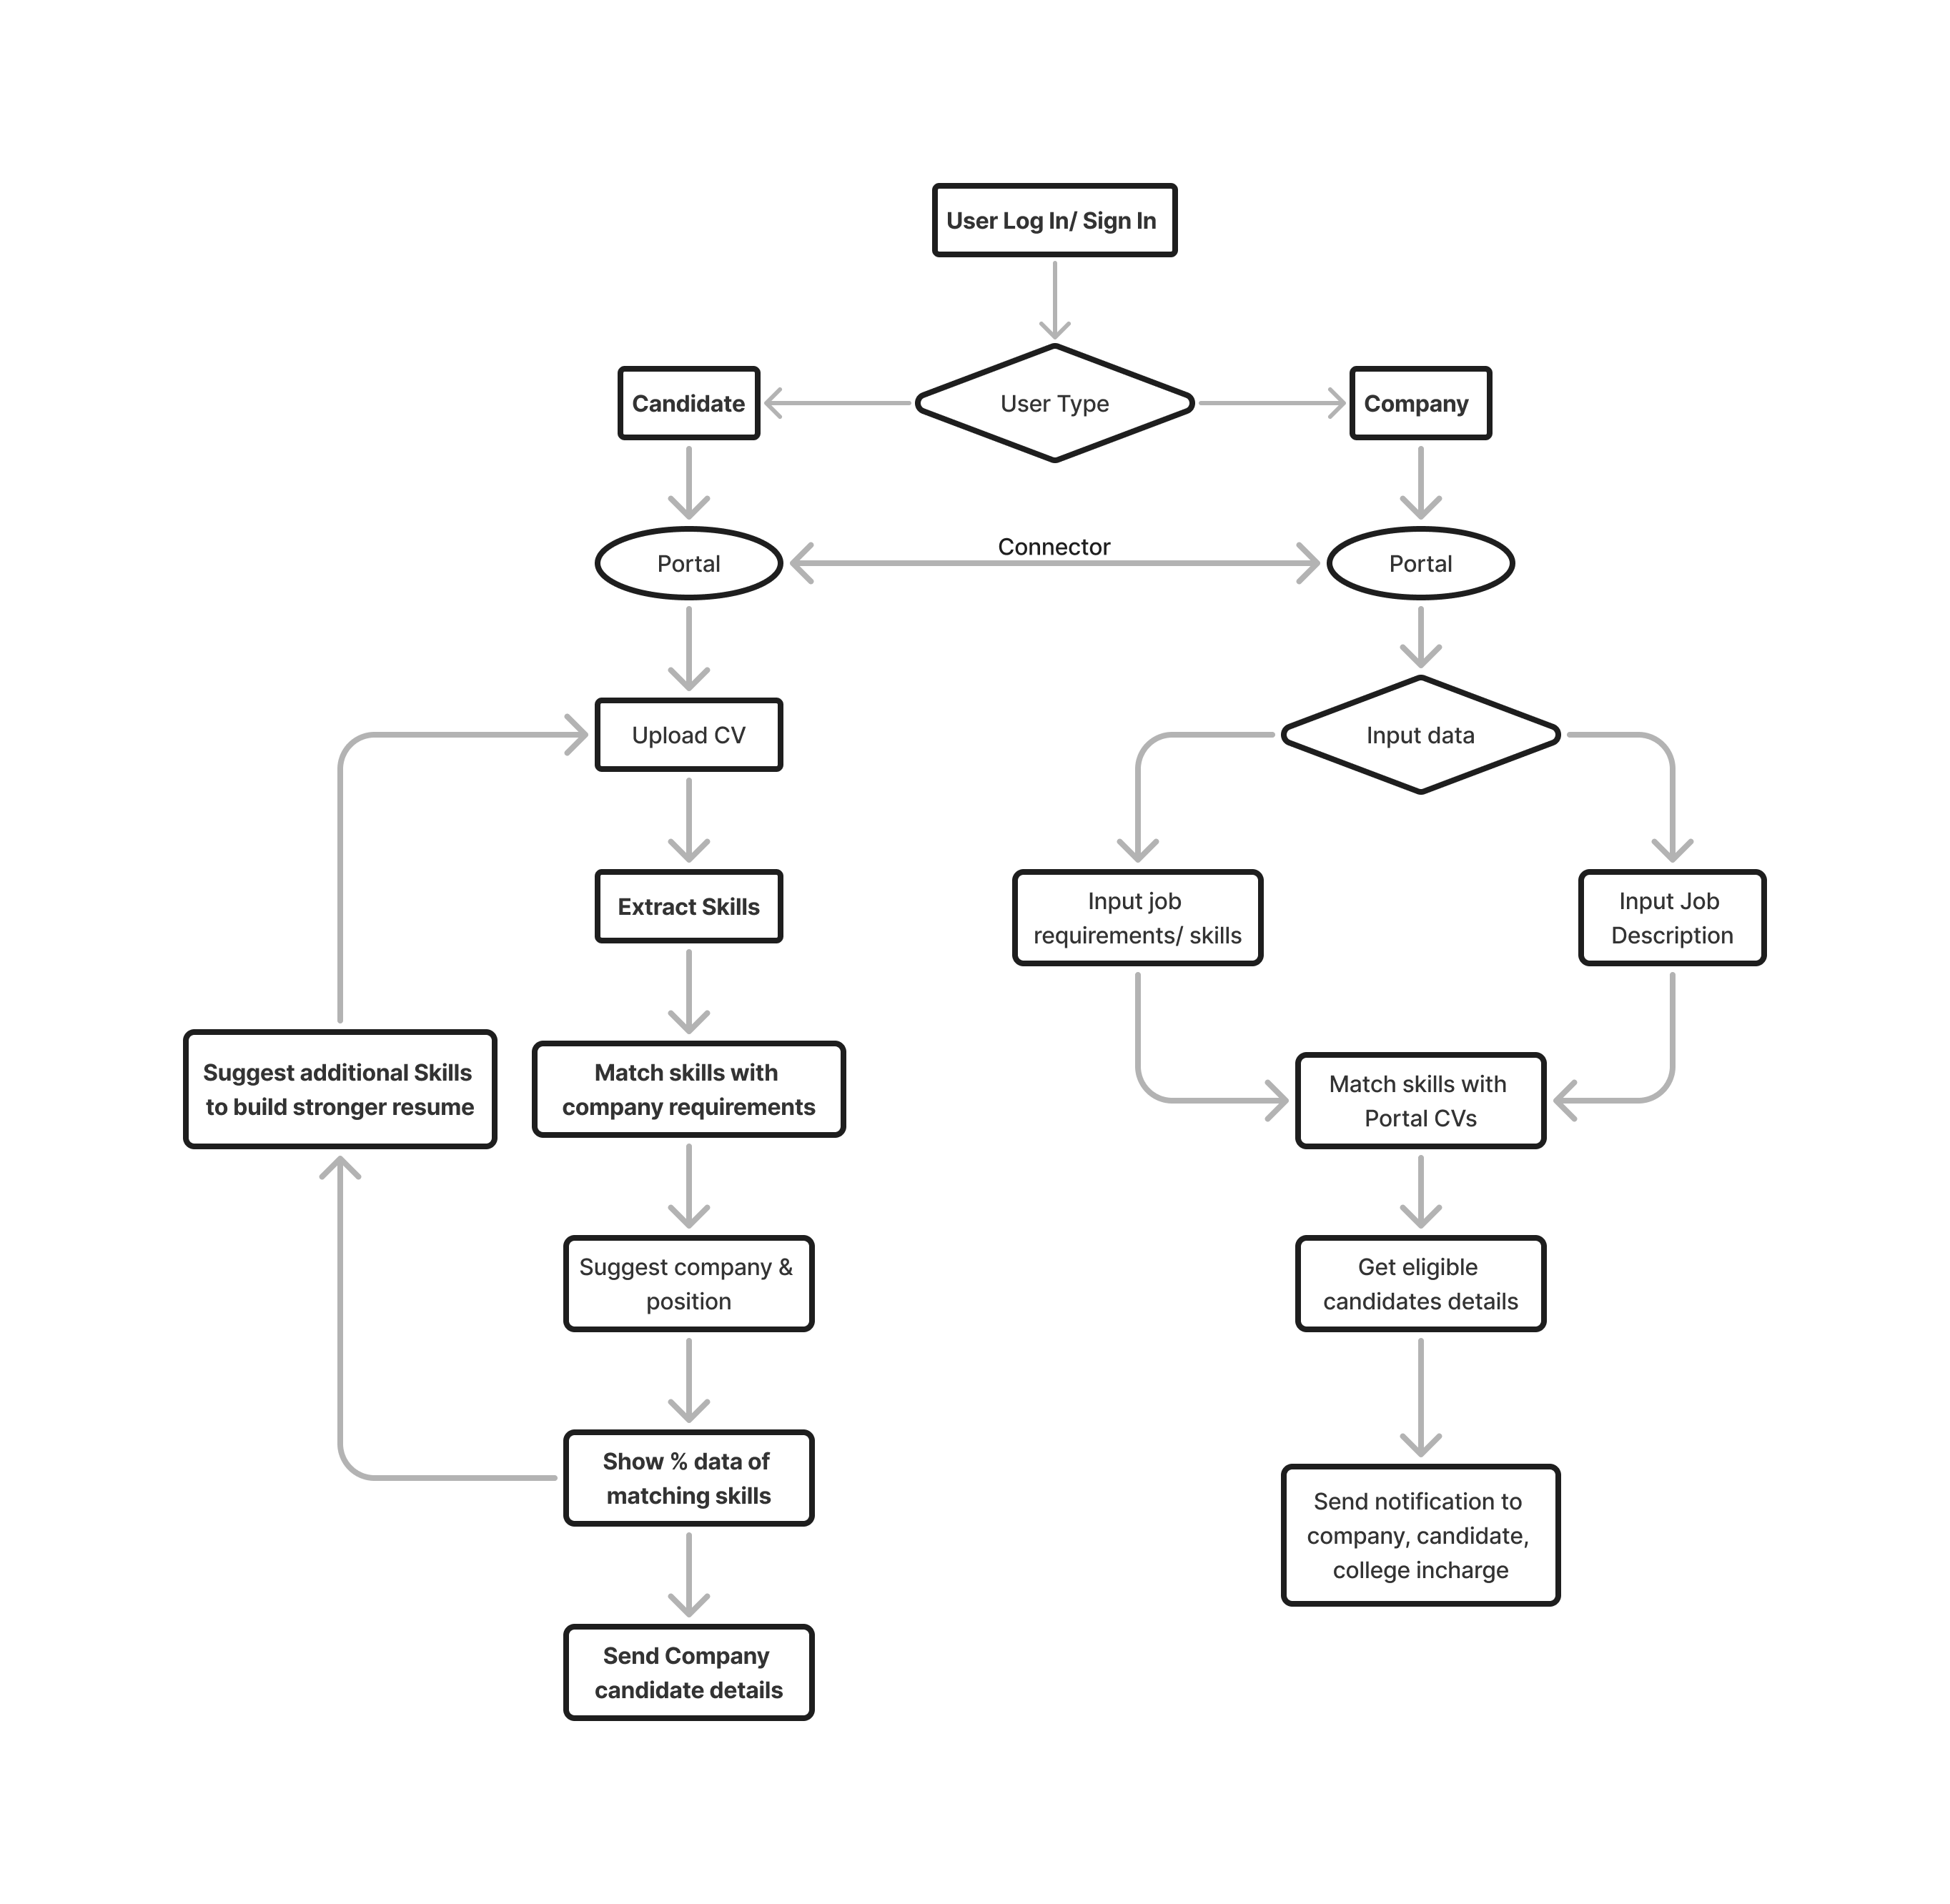 User Log In/ Sign In
Candidate
User Type
Company
Portal
Connector
Portal
Upload CV
Input data
Extract Skills
Input job
requirements/ skills
Input Job
Description
Suggest additional Skills
to build stronger resume
Match skills with
company requirements
Match skills with
Portal CVs
Suggest company &
position
Get eligible
candidates details
Show % data of
matching skills
Send notification to
company, candidate,
college incharge
Send Company
candidate details